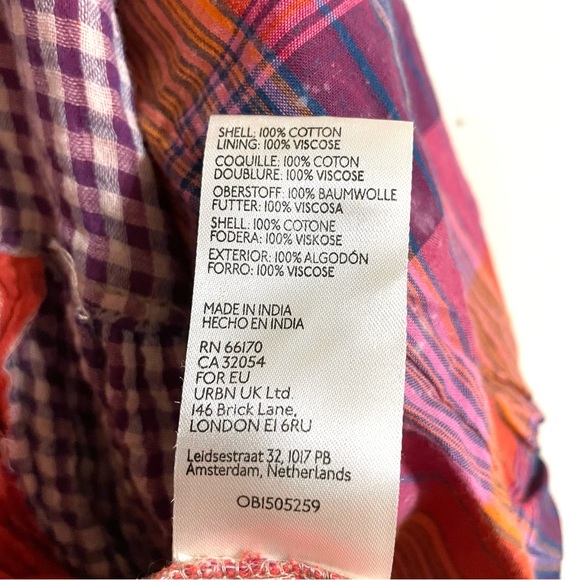 SHELL: 100% COTTON
LINING: 100% VISCOSE
COQUILLE: 100% COTON
DOUBLURE: 100% VISCOSE
OBERSTOFF: 100% BAUMWOLLE
FUTTER: 100% VISCOSA
SHELL: 100% COTONE
FODERA: 100% VISKOSE
EXTERIOR: 100% ALGODÓN
FORRO: 100% VISCOSE
MADE IN INDIA
HECHO EN INDIA
RN 66170
CA 32054
FOR EU
URBN UK Ltd.
146 Brick Lane,
LONDON E1 6RU
Leidsestraat 32, 1017 PB
Amsterdam, Netherlands
OB1505259